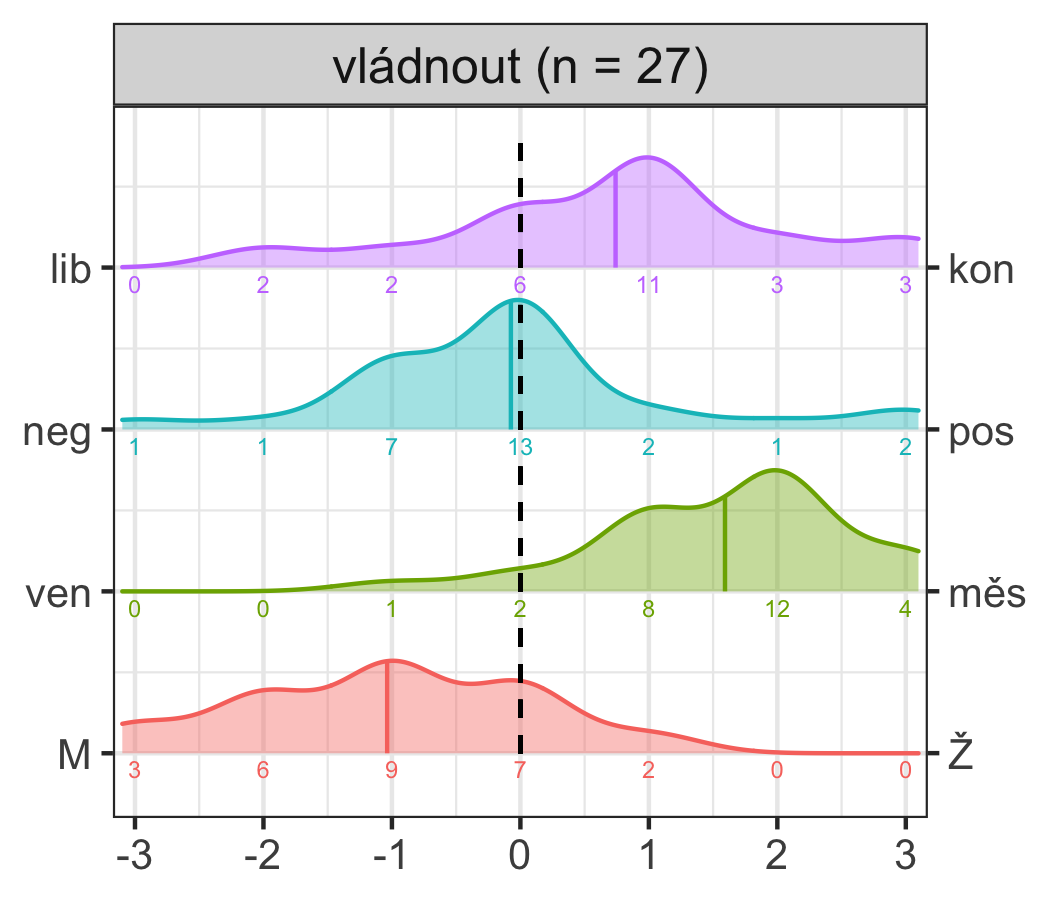 vládnout (n = 27)
lib kon
0 2 2 6 11 3 3
neg pos
1 1 7 13 2 1 2
ven měs
0 0 1 2 8 12 4
M Ž
3 6 9 7 2 0 0
-3 -2 -1 0 1 2 3